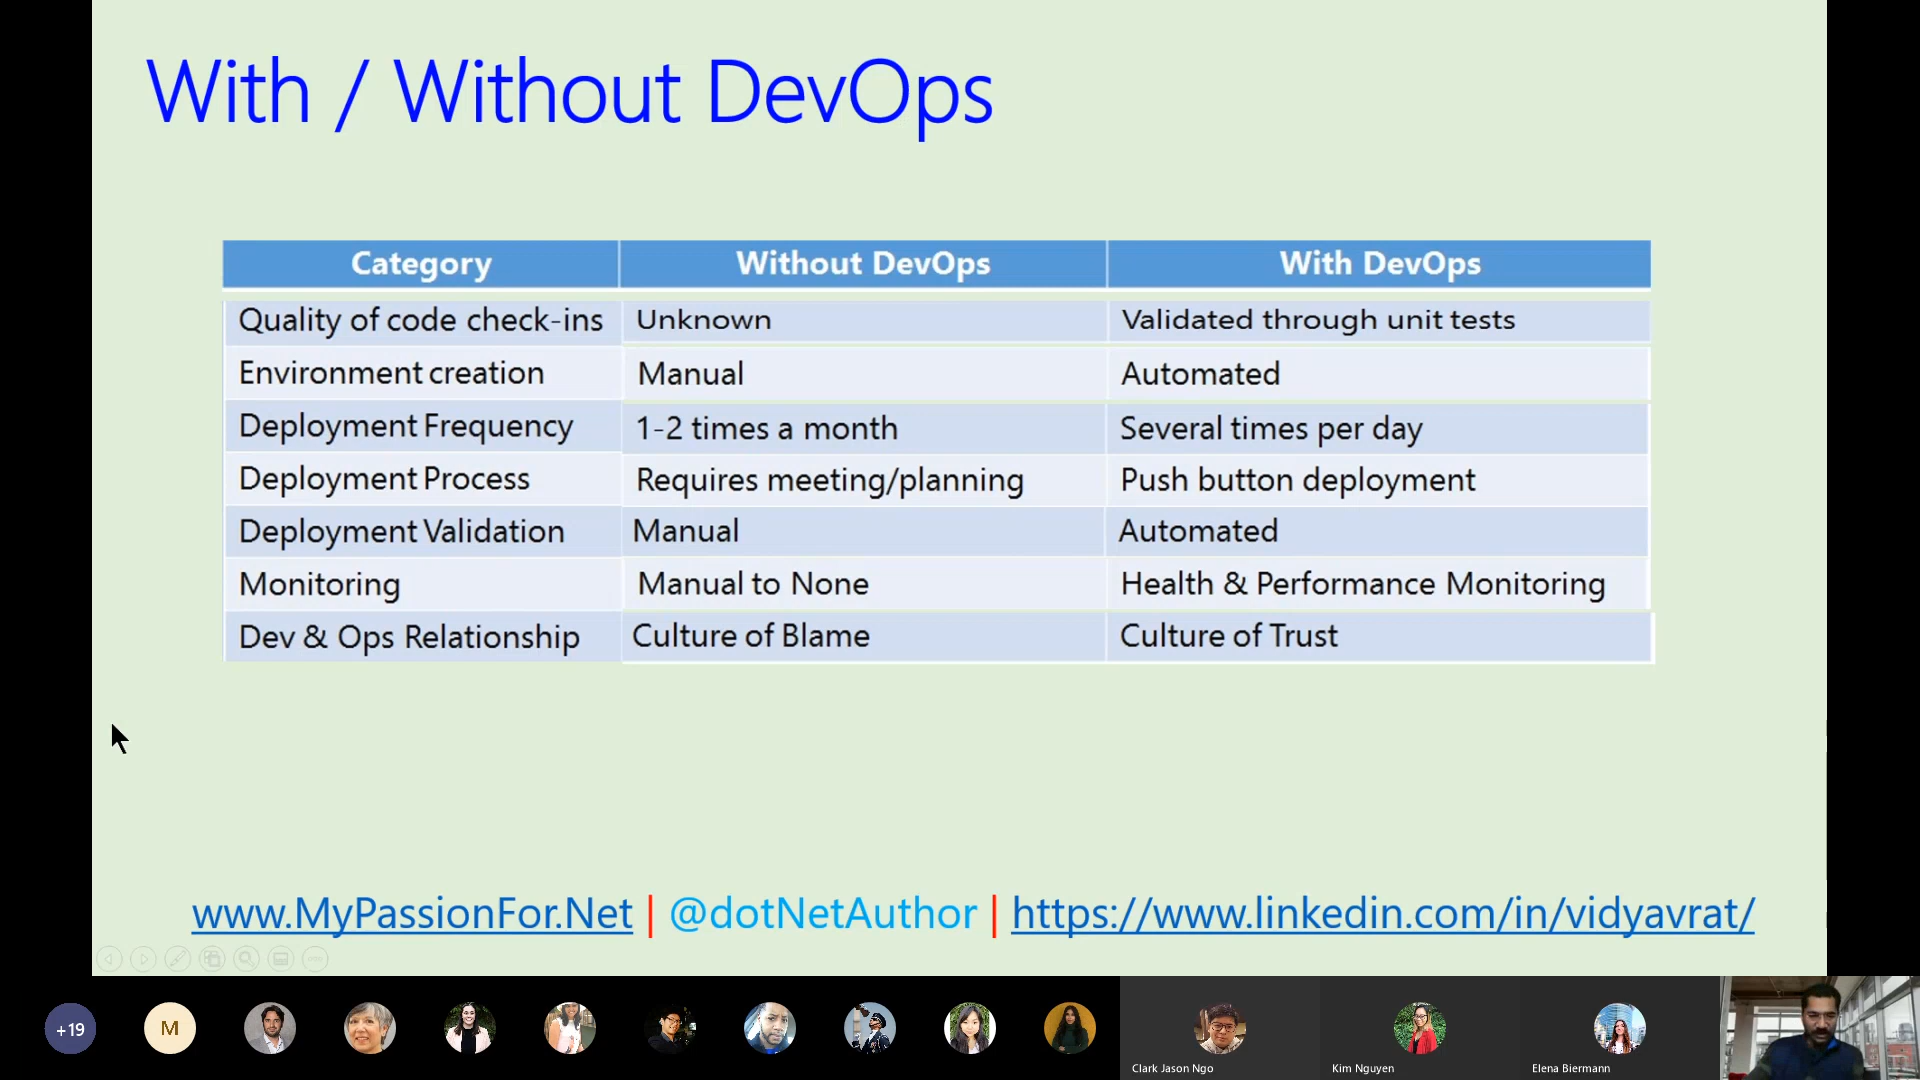 With / Without DevOps
Category Without DevOps With DevOps
Quality of code check-ins Unknown Validated through unit tests
Environment creation Manual Automated
Deployment Frequency 1-2 times a month Several times per day
Deployment Process Requires meeting/planning Push button deployment
Deployment Validation Manual Automated
Monitoring Manual to None Health & Performance Monitoring
Dev & Ops Relationship Culture of Blame Culture of Trust
www.MyPassionFor.Net | @dotNetAuthor | https://www.linkedin.com/in/vidyavrat/
+19 M
Clark Jason Ngo Kim Nguyen Elena Biermann